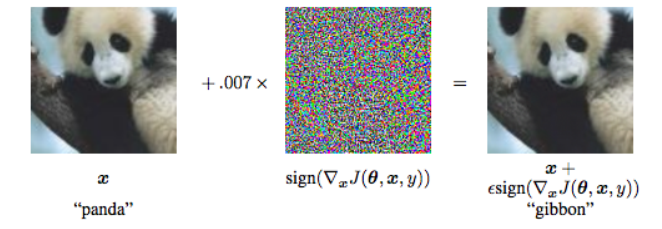 + .007 ×
=
x
sign(∇ₓJ(θ, x, y))
x +
ϵsign(∇ₓJ(θ, x, y))
“panda”
“gibbon”